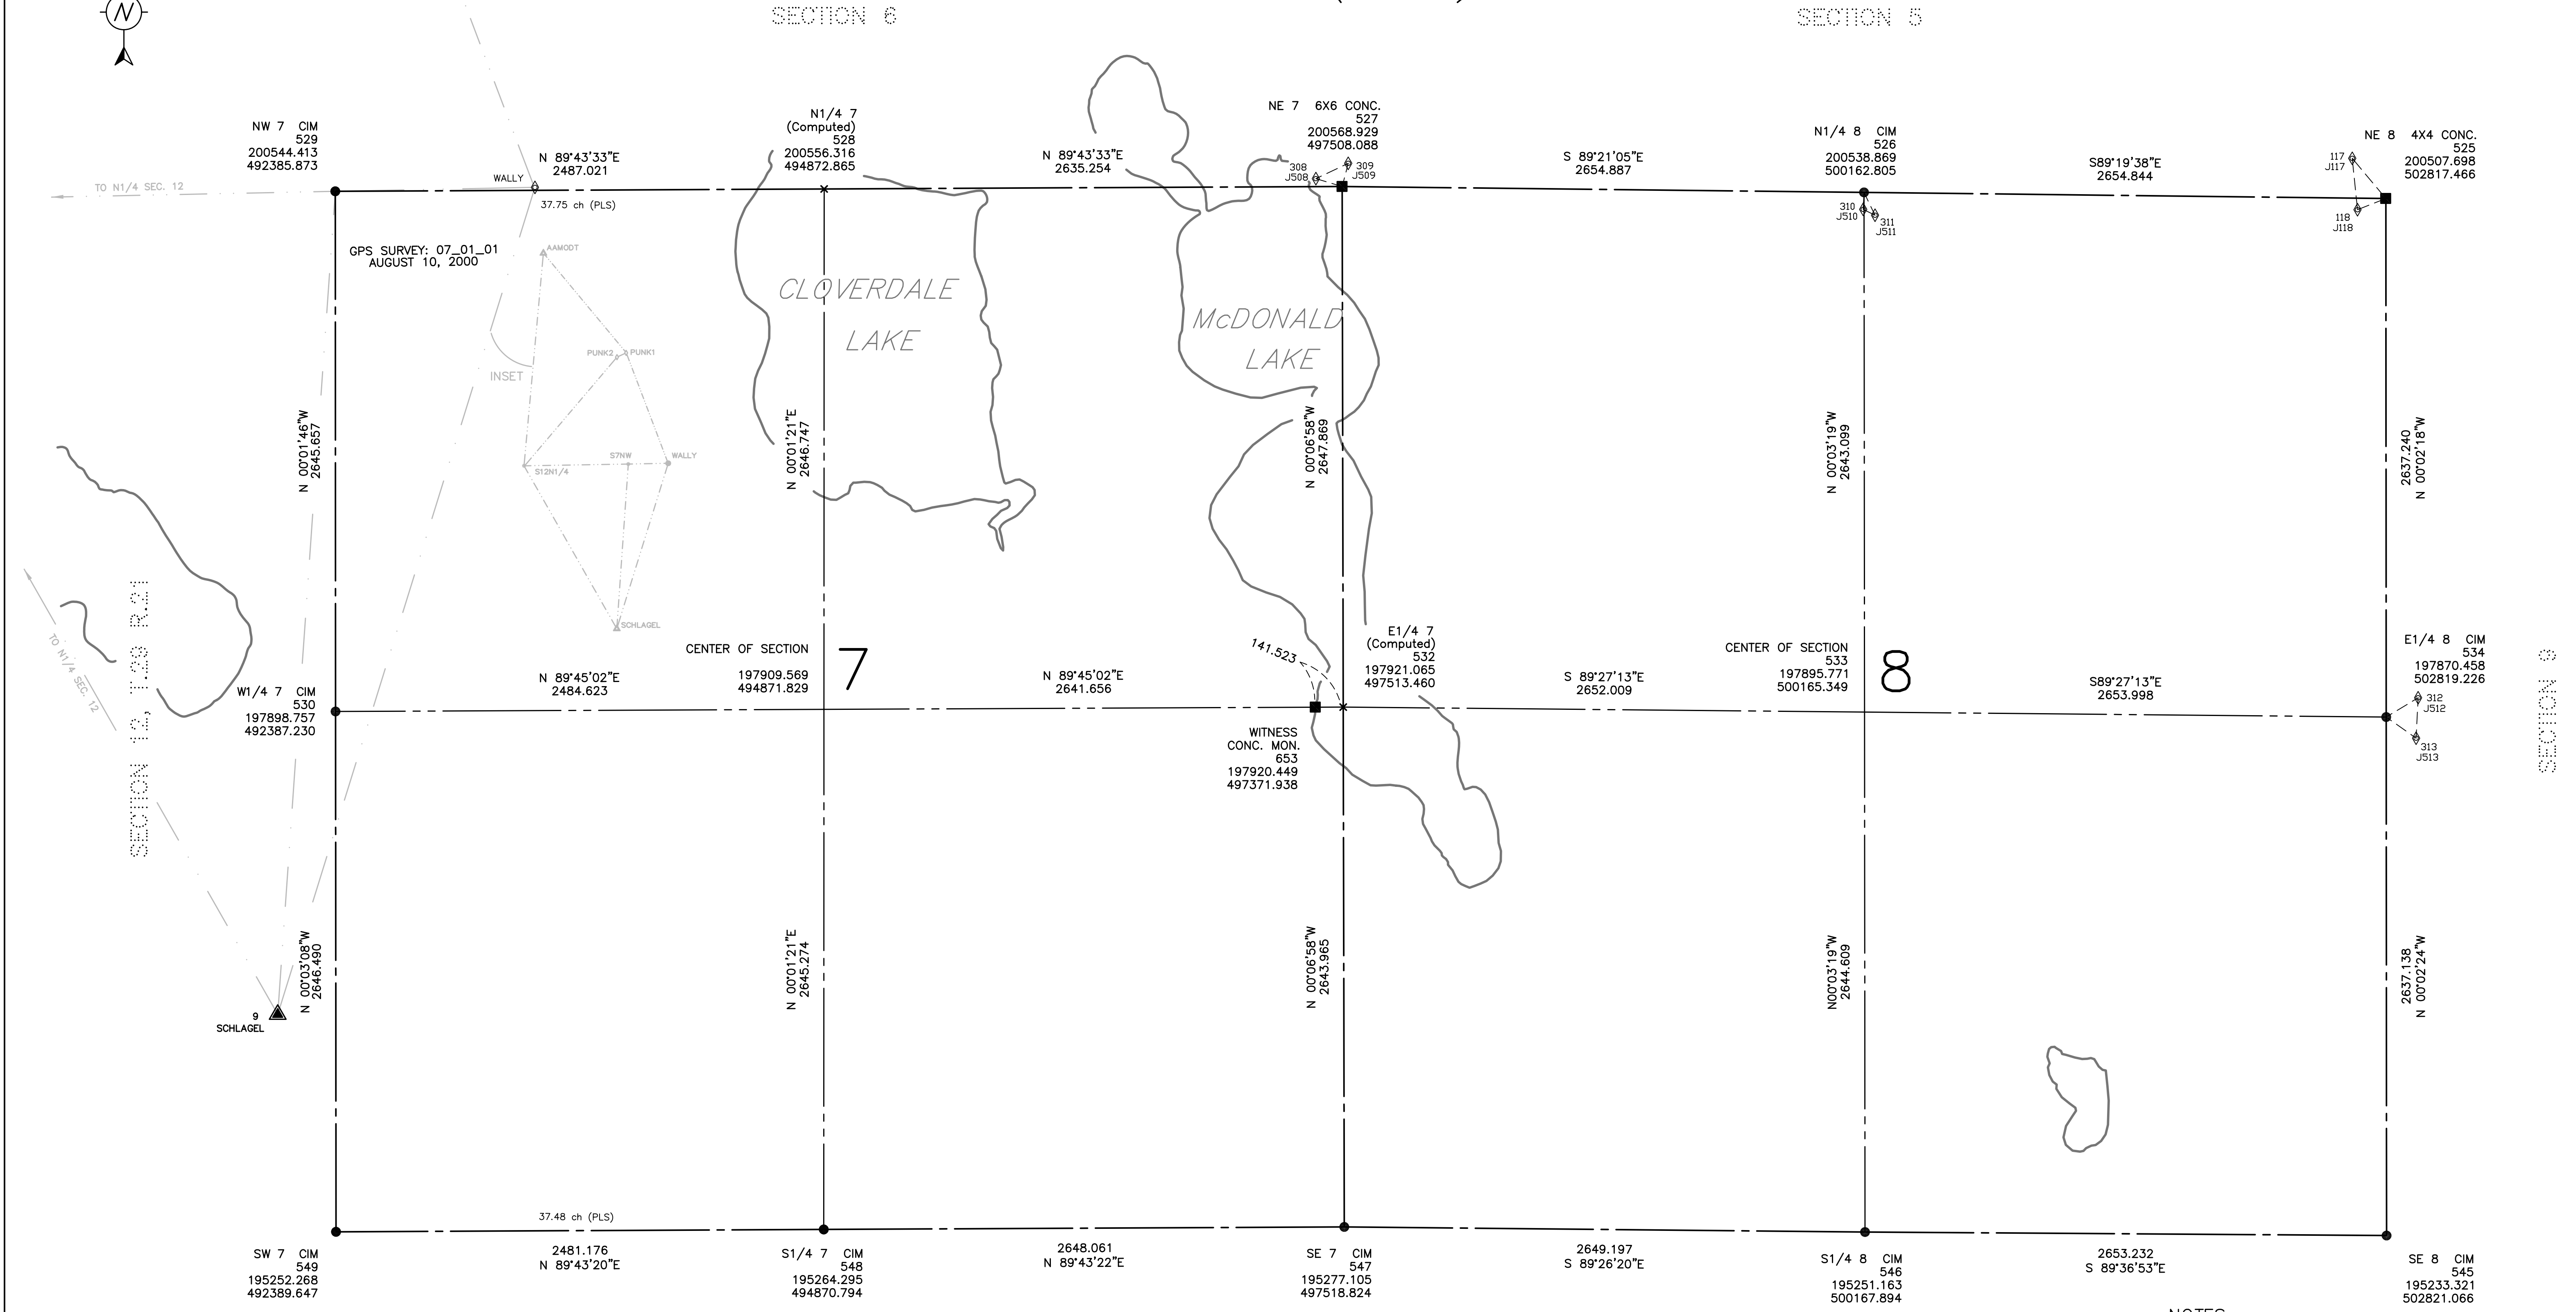 N
SECTION 6
SECTION 5
NW 7 CIM
529
200544.413
492385.873
N 89°43'33"E
2487.021
WALLY
37.75 ch (PLS)
TO N1/4 SEC. 12
N1/4 7
(Computed)
528
200556.316
494872.865
N 89°43'33"E
2635.254
NE 7 6X6 CONC.
527
200568.929
497508.088
308
J508
309
J509
S 89°21'05"E
2654.887
N1/4 8 CIM
526
200538.869
500162.805
310
J510
311
J511
S89°19'38"E
2654.844
NE 8 4X4 CONC.
525
200507.698
502817.466
117
J117
118
J118
GPS SURVEY: 07_01_01
AUGUST 10, 2000
AAMODT
PUNK2
PUNK1
INSET
S7NW
WALLY
S12N1/4
SCHLAGEL
CLOVERDALE
LAKE
McDONALD
LAKE
N 00°01'46"W
2645.657
N 00°01'21"E
2646.747
N 00°06'58"W
2647.869
N 00°03'19"W
2643.099
2637.240
N 00°02'18"W
SECTION 12, T.29 R.21
TO N1/4 SEC. 12
W1/4 7 CIM
530
197898.757
492387.230
N 89°45'02"E
2484.623
CENTER OF SECTION
197909.569
494871.829
7
N 89°45'02"E
2641.656
141.523
E1/4 7
(Computed)
532
197921.065
497513.460
WITNESS
CONC. MON.
653
197920.449
497371.938
S 89°27'13"E
2652.009
CENTER OF SECTION
533
197895.771
500165.349
8
S89°27'13"E
2653.998
E1/4 8 CIM
534
197870.458
502819.226
312
J512
313
J513
SECTION 9
9
SCHLAGEL
N 00°03'08"W
2646.490
N 00°01'21"E
2645.274
N 00°06'58"W
2643.965
N00°03'19"W
2644.609
2637.138
N 00°02'24"W
37.48 ch (PLS)
SW 7 CIM
549
195252.268
492389.647
2481.176
N 89°43'20"E
S1/4 7 CIM
548
195264.295
494870.794
2648.061
N 89°43'22"E
SE 7 CIM
547
195277.105
497518.824
2649.197
S 89°26'20"E
S1/4 8 CIM
546
195251.163
500167.894
2653.232
S 89°36'53"E
SE 8 CIM
545
195233.321
502821.066
NOTES